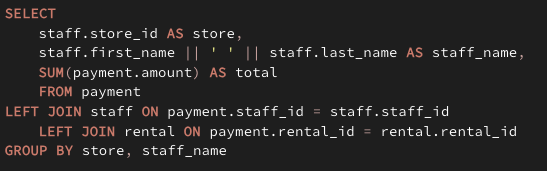 SELECT
    staff.store_id AS store,
    staff.first_name || ' ' || staff.last_name AS staff_name,
    SUM(payment.amount) AS total
    FROM payment
LEFT JOIN staff ON payment.staff_id = staff.staff_id
    LEFT JOIN rental ON payment.rental_id = rental.rental_id
GROUP BY store, staff_name